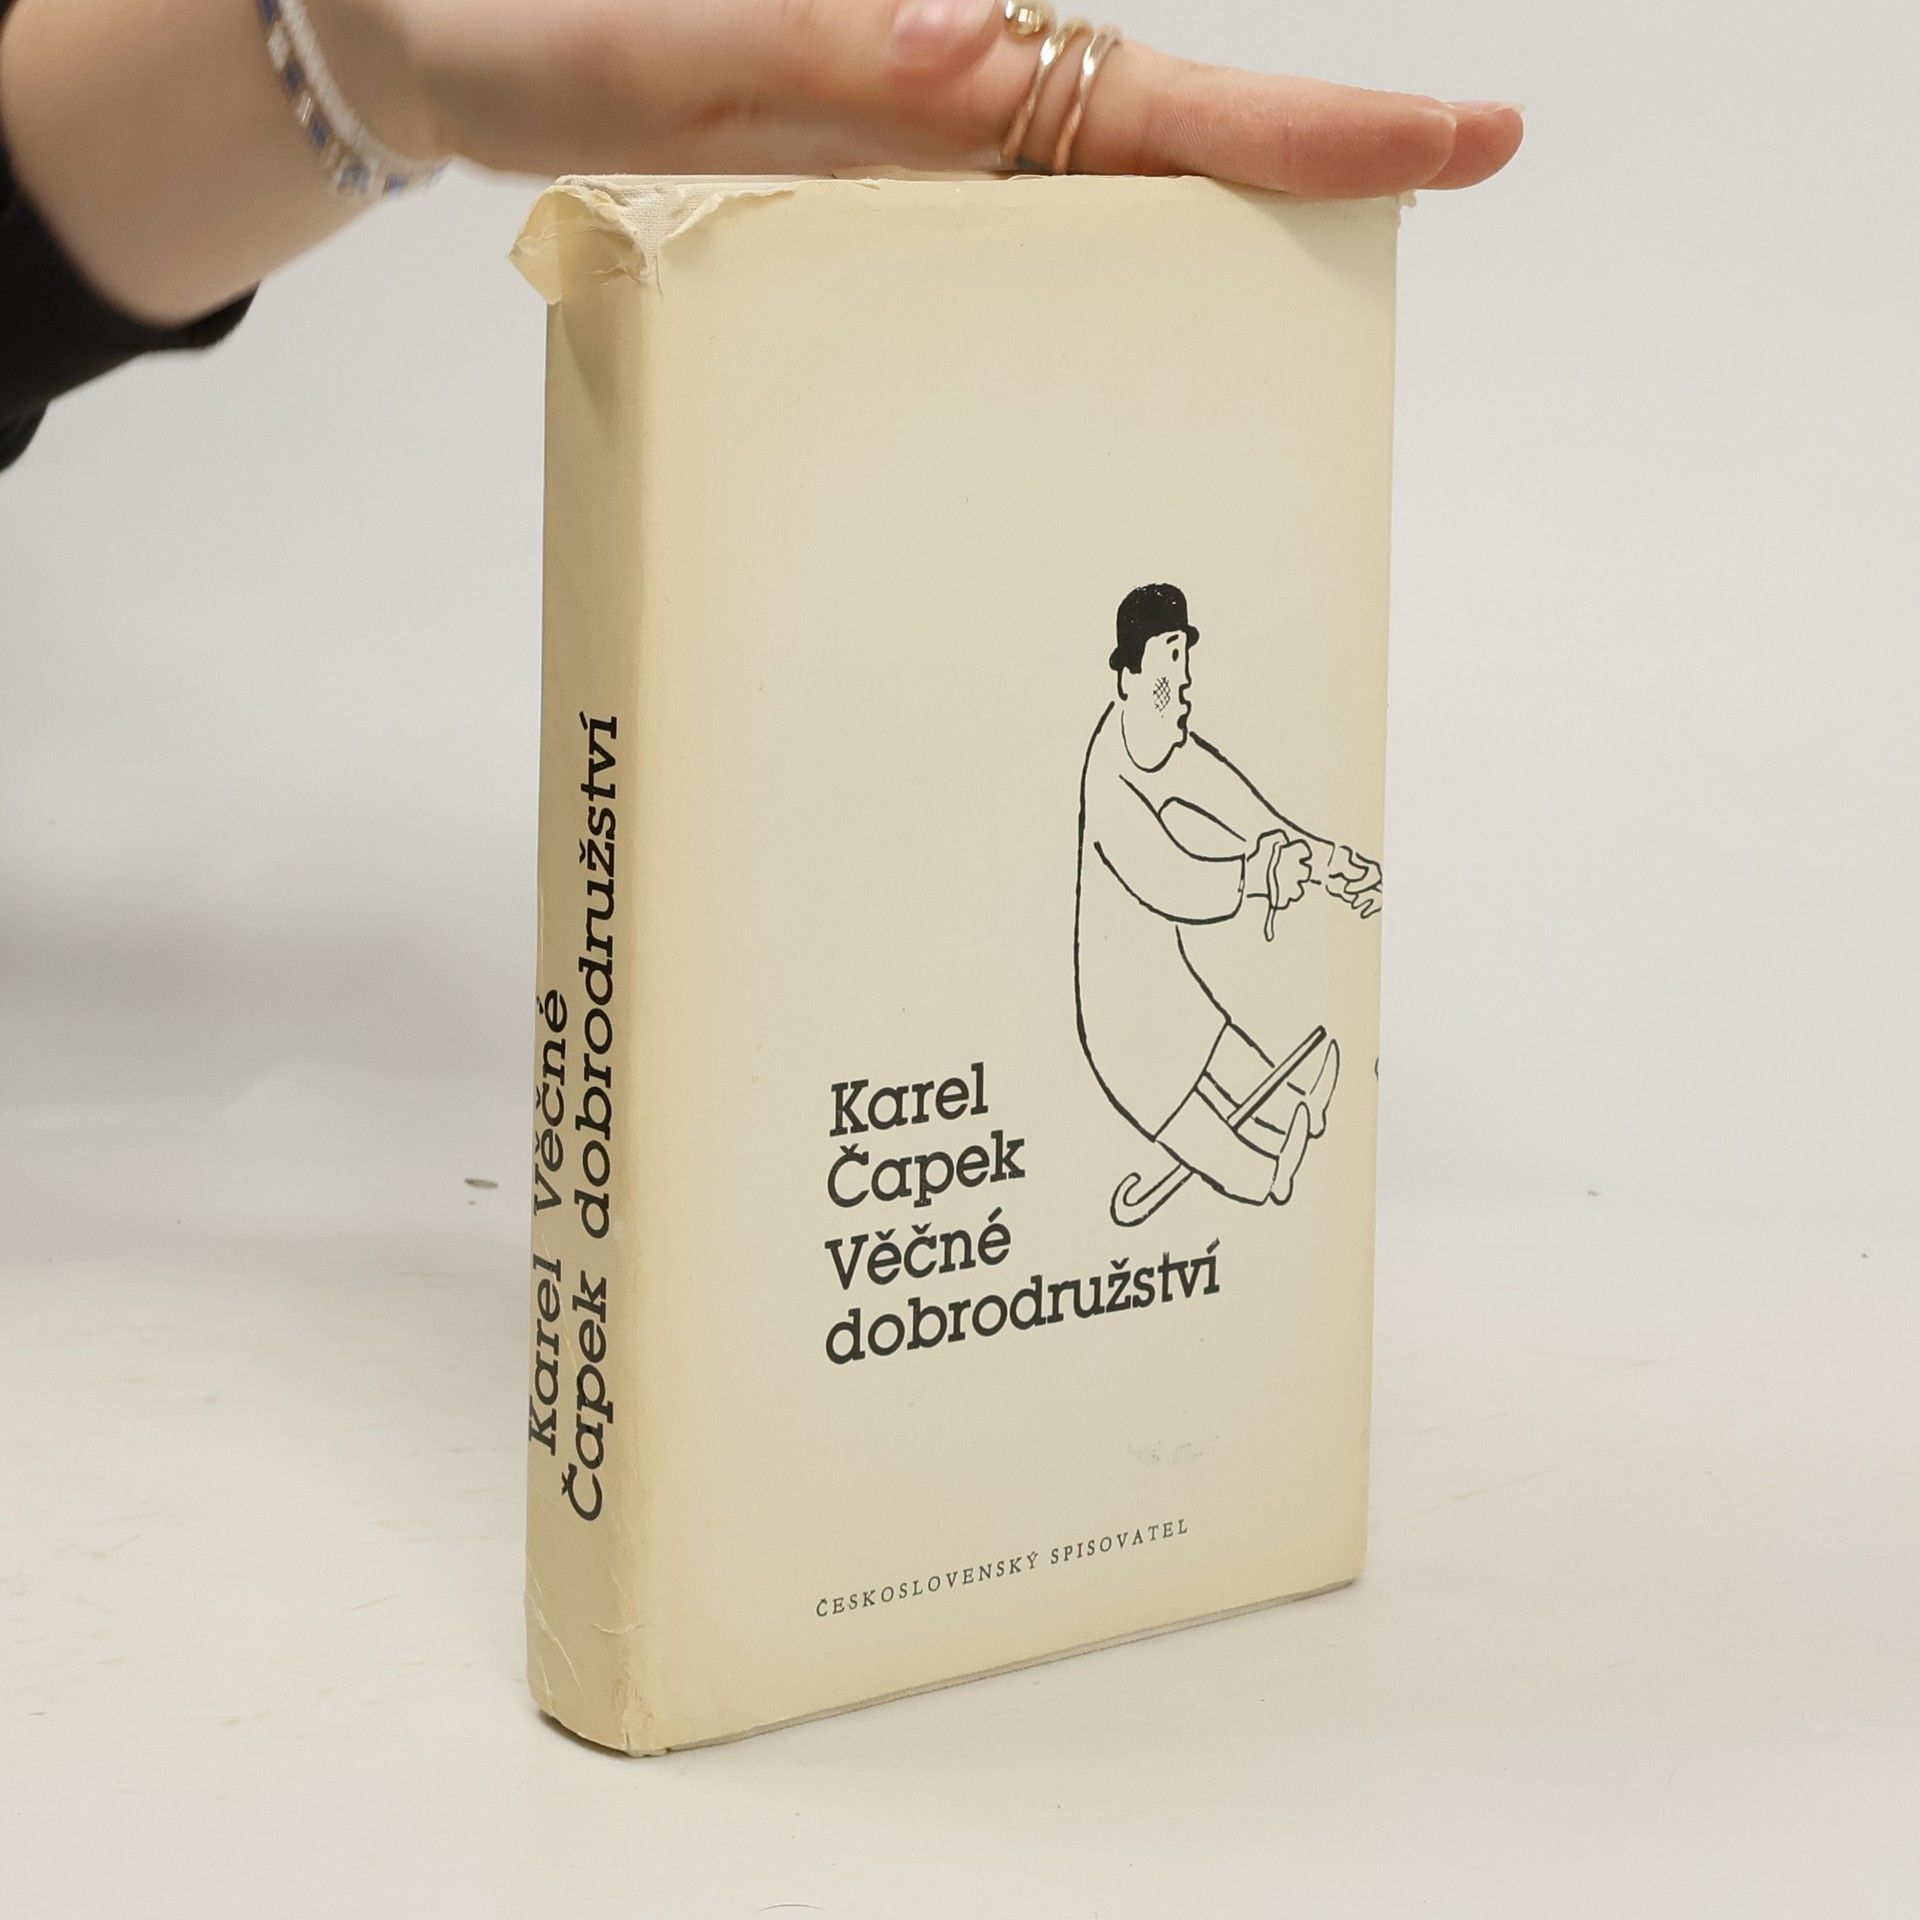 Karel Věčné
Čapek dobrodružství
Karel
Čapek
Věčné
dobrodružství
ČESKOSLOVENSKÝ SPISOVATEL